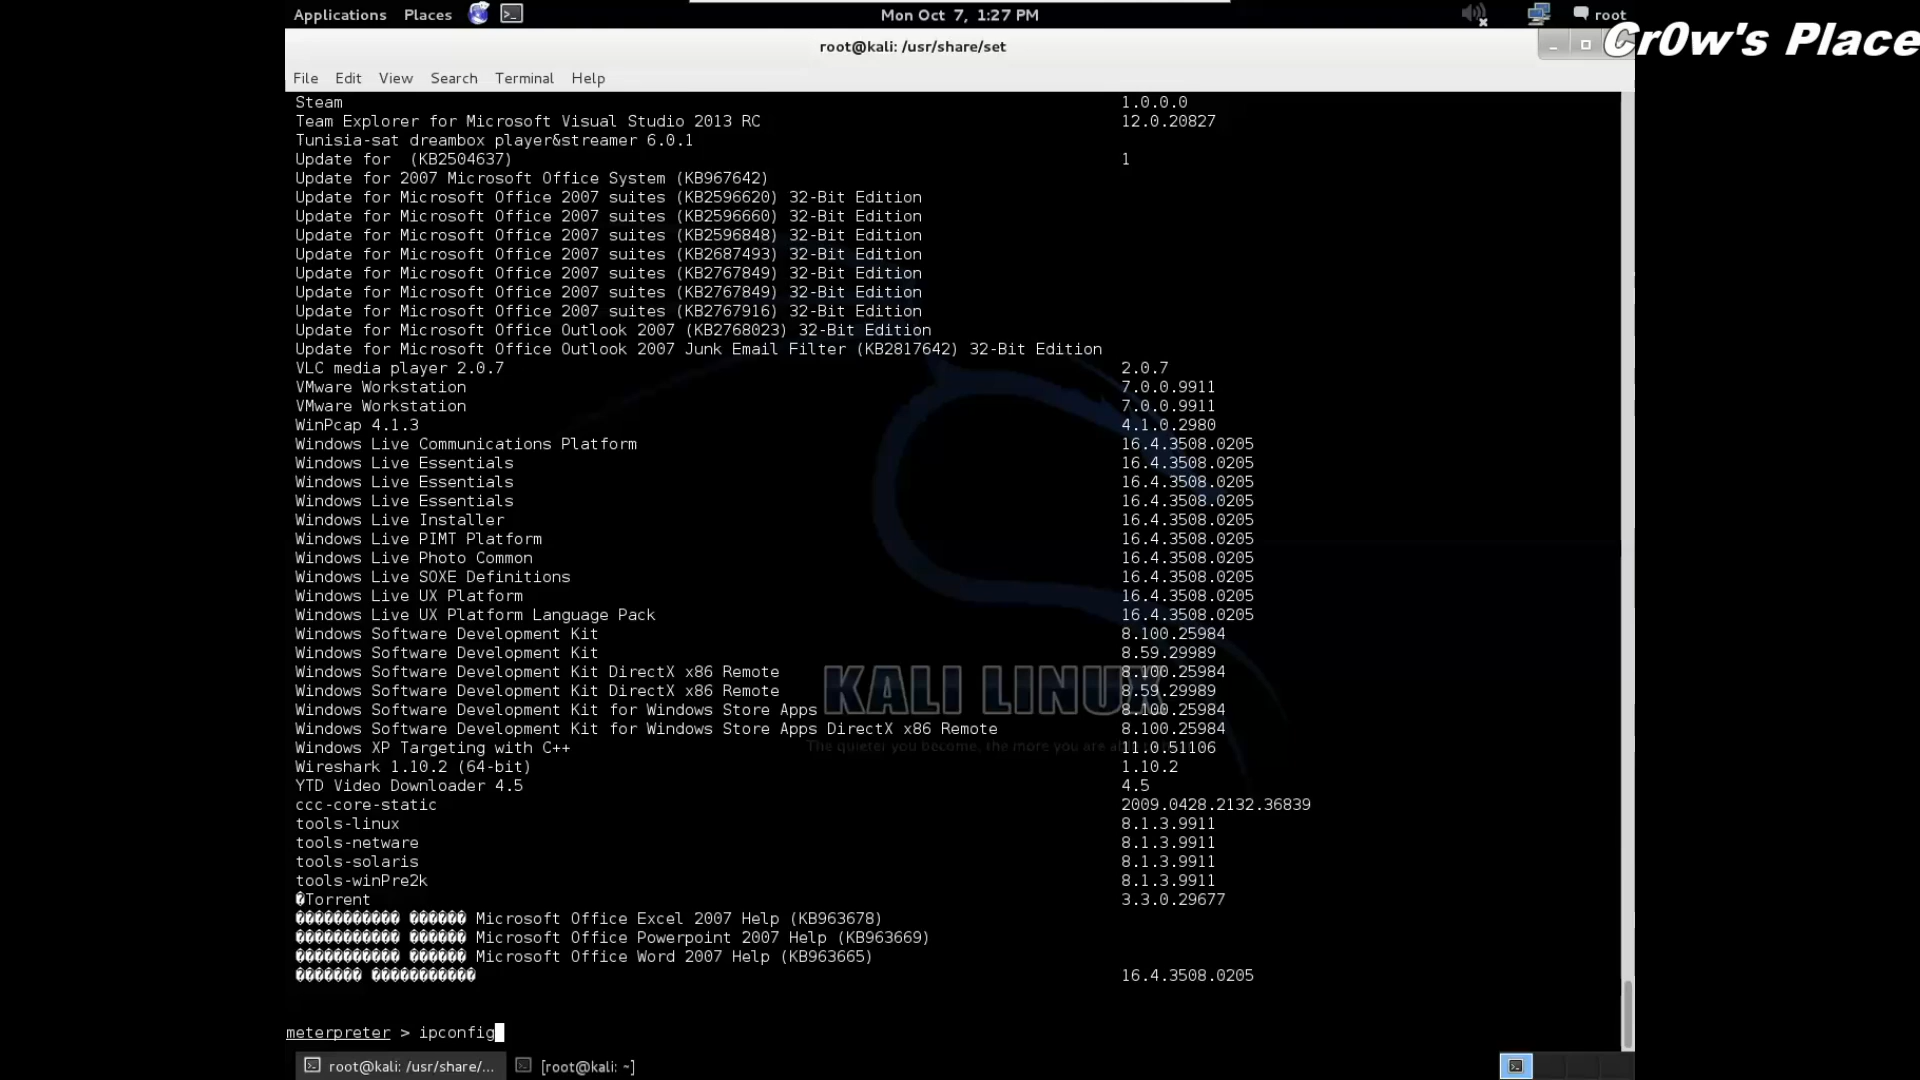 Applications Places Mon Oct 7, 1:27 PM root
Cr0w's Place
root@kali: /usr/share/set
File Edit View Search Terminal Help
Steam 1.0.0.0
Team Explorer for Microsoft Visual Studio 2013 RC 12.0.20827
Tunisia-sat dreambox player&streamer 6.0.1
Update for (KB2504637) 1
Update for 2007 Microsoft Office System (KB967642)
Update for Microsoft Office 2007 suites (KB2596620) 32-Bit Edition
Update for Microsoft Office 2007 suites (KB2596660) 32-Bit Edition
Update for Microsoft Office 2007 suites (KB2596848) 32-Bit Edition
Update for Microsoft Office 2007 suites (KB2687493) 32-Bit Edition
Update for Microsoft Office 2007 suites (KB2767849) 32-Bit Edition
Update for Microsoft Office 2007 suites (KB2767849) 32-Bit Edition
Update for Microsoft Office 2007 suites (KB2767916) 32-Bit Edition
Update for Microsoft Office Outlook 2007 (KB2768023) 32-Bit Edition
Update for Microsoft Office Outlook 2007 Junk Email Filter (KB2817642) 32-Bit Edition
VLC media player 2.0.7 2.0.7
VMware Workstation 7.0.0.9911
VMware Workstation 7.0.0.9911
WinPcap 4.1.3 4.1.0.2980
Windows Live Communications Platform 16.4.3508.0205
Windows Live Essentials 16.4.3508.0205
Windows Live Essentials 16.4.3508.0205
Windows Live Essentials 16.4.3508.0205
Windows Live Installer 16.4.3508.0205
Windows Live PIMT Platform 16.4.3508.0205
Windows Live Photo Common 16.4.3508.0205
Windows Live SOXE Definitions 16.4.3508.0205
Windows Live UX Platform 16.4.3508.0205
Windows Live UX Platform Language Pack 16.4.3508.0205
Windows Software Development Kit 8.100.25984
Windows Software Development Kit 8.59.29989
Windows Software Development Kit DirectX x86 Remote 8.100.25984
Windows Software Development Kit DirectX x86 Remote 8.59.29989
KALI LINUX
Windows Software Development Kit for Windows Store Apps 8.100.25984
Windows Software Development Kit for Windows Store Apps DirectX x86 Remote 8.100.25984
Windows XP Targeting with C++ 11.0.51106
The quieter you become, the more you are
Wireshark 1.10.2 (64-bit) 1.10.2
YTD Video Downloader 4.5 4.5
ccc-core-static 2009.0428.2132.36839
tools-linux 8.1.3.9911
tools-netware 8.1.3.9911
tools-solaris 8.1.3.9911
tools-winPre2k 8.1.3.9911
�Torrent 3.3.0.29677
����������� ������ Microsoft Office Excel 2007 Help (KB963678)
����������� ������ Microsoft Office Powerpoint 2007 Help (KB963669)
����������� ������ Microsoft Office Word 2007 Help (KB963665)
������� ����������� 16.4.3508.0205
meterpreter > ipconfig
root@kali: /usr/share/... [root@kali: ~]